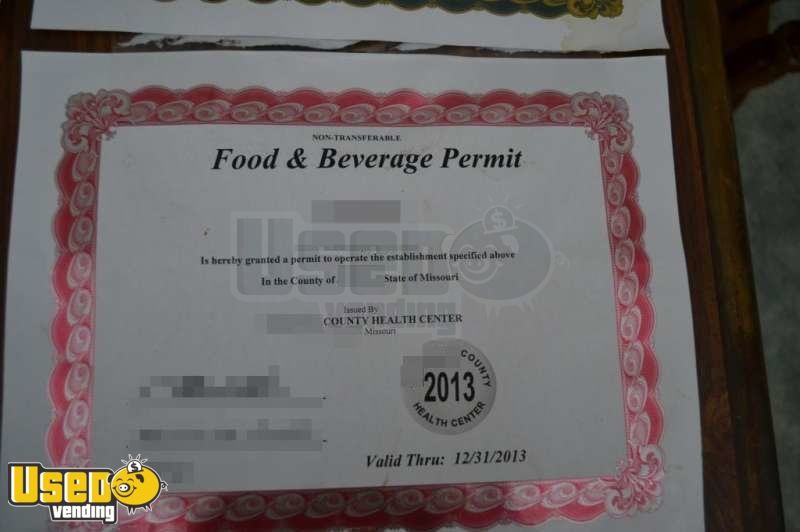 NON-TRANSFERABLE
Food & Beverage Permit
Used
vending
Is hereby granted a permit to operate the establishment specified above
In the County of State of Missouri
Issued By
COUNTY HEALTH CENTER
Missouri
COUNTY
2013
HEALTH CENTER
Valid Thru: 12/31/2013
Used
vending